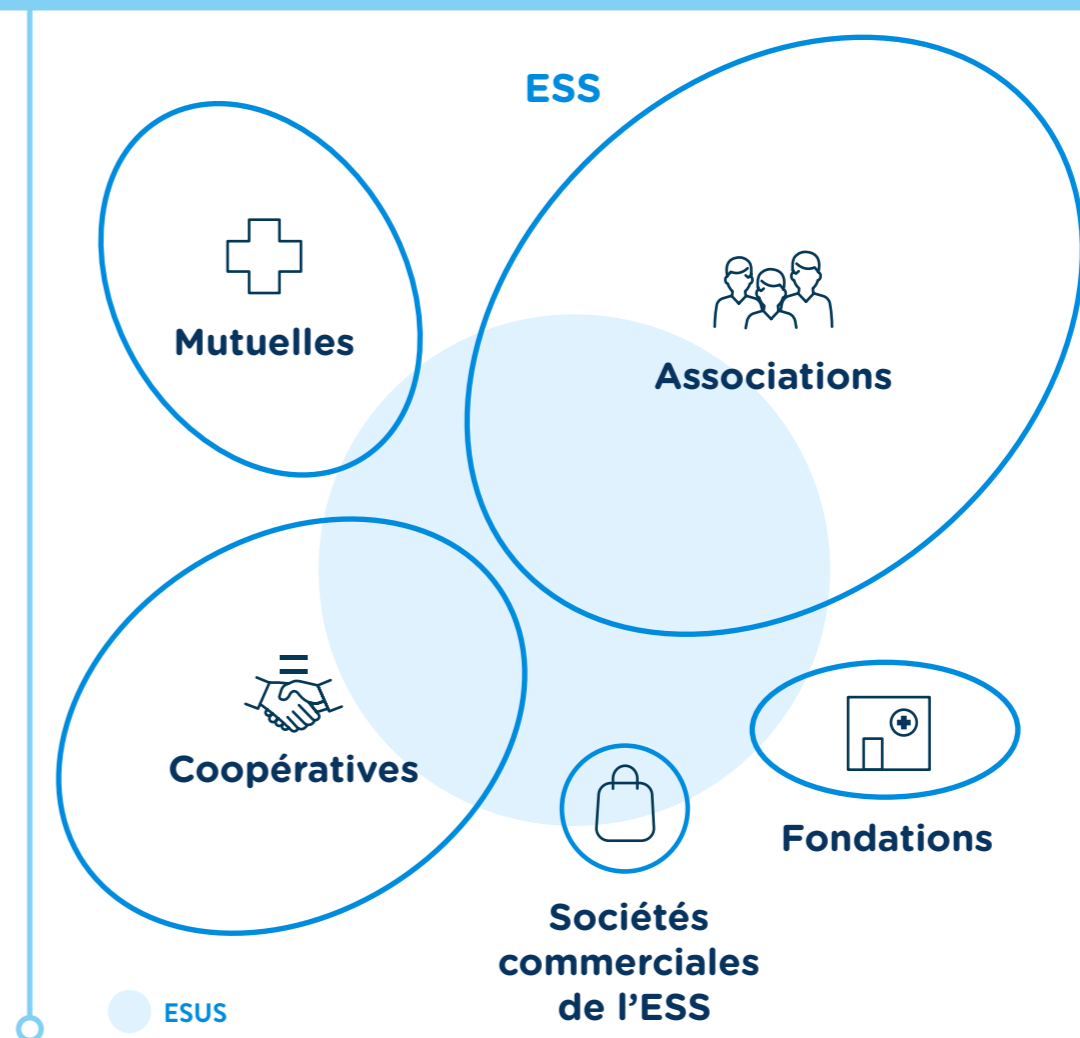 ESS
Mutuelles
Associations
Coopératives
Fondations
Sociétés
commerciales
de l’ESS
ESUS